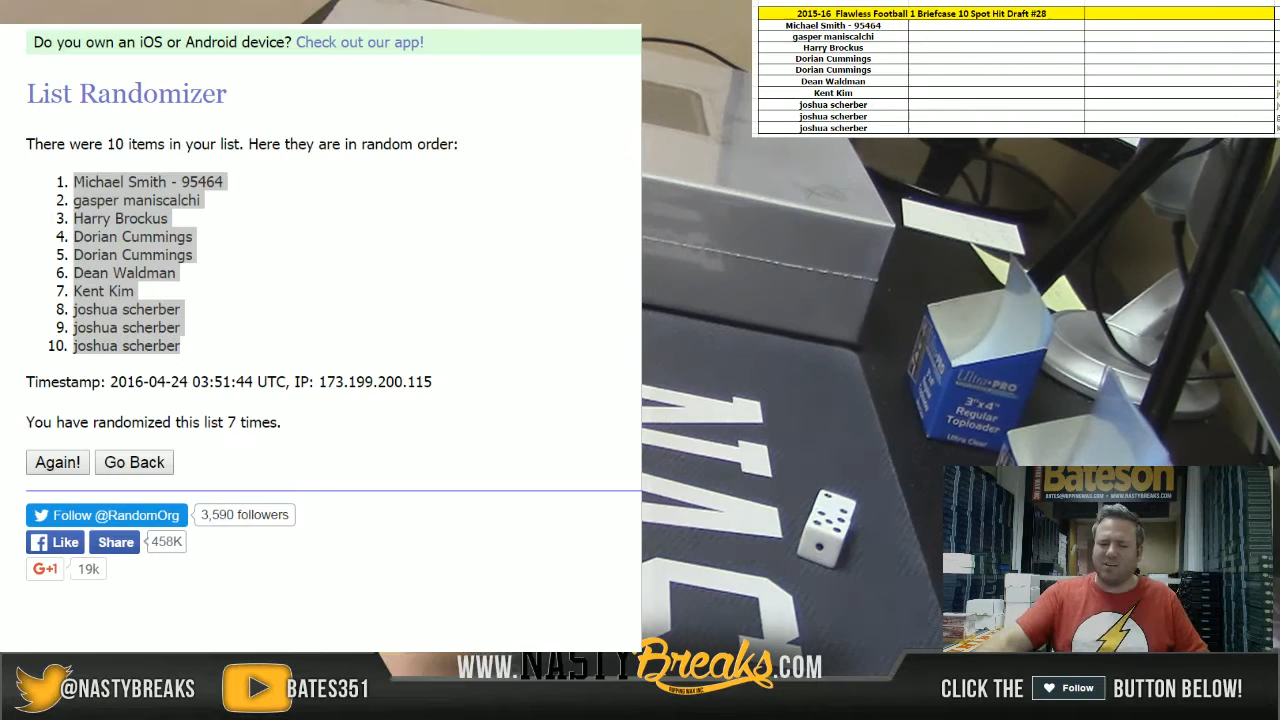 Do you own an iOS or Android device? Check out our app!
List Randomizer
There were 10 items in your list. Here they are in random order:
1. Michael Smith - 95464
2. gasper maniscalchi
3. Harry Brockus
4. Dorian Cummings
5. Dorian Cummings
6. Dean Waldman
7. Kent Kim
8. joshua scherber
9. joshua scherber
10. joshua scherber
Timestamp: 2016-04-24 03:51:44 UTC, IP: 173.199.200.115
You have randomized this list 7 times.
Again! Go Back
Follow @RandomOrg 3,590 followers
Like Share 458K
G+1 19k
2015-16 Flawless Football 1 Briefcase 10 Spot Hit Draft #28
Michael Smith - 95464
gasper maniscalchi
Harry Brockus
Dorian Cummings
Dorian Cummings
Dean Waldman
Kent Kim
joshua scherber
joshua scherber
joshua scherber
Ultra-PRO
3"x4"
Regular
Toploader
Ultra Clear
Bateson
@NASTYBREAKS
BATES351
WWW.NASTYBreaks.COM
RIPPING WAX INC
CLICK THE Follow BUTTON BELOW!